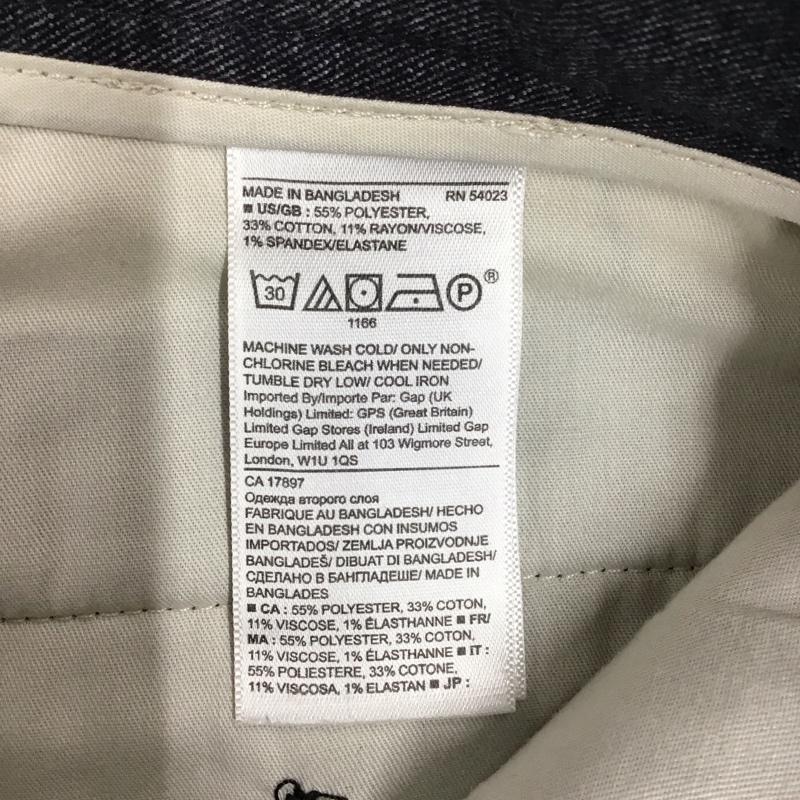 MADE IN BANGLADESH RN 54023
■ US/GB : 55% POLYESTER,
33% COTTON, 11% RAYON/VISCOSE,
1% SPANDEX/ELASTANE
30 P ®
1166
MACHINE WASH COLD/ ONLY NON-
CHLORINE BLEACH WHEN NEEDED/
TUMBLE DRY LOW/ COOL IRON
Imported By/Importe Par: Gap (UK
Holdings) Limited: GPS (Great Britain)
Limited Gap Stores (Ireland) Limited Gap
Europe Limited All at 103 Wigmore Street,
London, W1U 1QS
CA 17897
Одежда второго слоя
FABRIQUE AU BANGLADESH/ HECHO
EN BANGLADESH CON INSUMOS
IMPORTADOS/ ZEMLJA PROIZVODNJE
BANGLADEŠ/ DIBUAT DI BANGLADESH/
СДЕЛАНО В БАНГЛАДЕШЕ/ MADE IN
BANGLADES
■ CA : 55% POLYESTER, 33% COTON,
11% VISCOSE, 1% ÉLASTHANNE ■ FR/
MA : 55% POLYESTER, 33% COTON,
11% VISCOSE, 1% ÉLASTHANNE ■ IT :
55% POLIESTERE, 33% COTONE,
11% VISCOSA, 1% ELASTAN ■ JP :